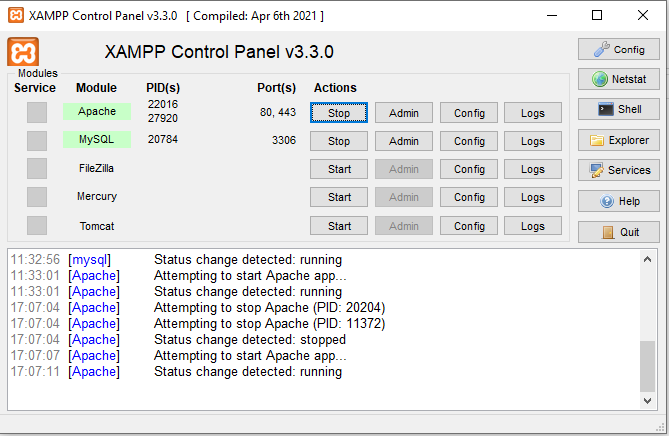 XAMPP Control Panel v3.3.0 [ Compiled: Apr 6th 2021 ]
XAMPP Control Panel v3.3.0
Config
Modules
Service Module PID(s) Port(s) Actions
Netstat
Apache 22016 27920 80, 443 Stop Admin Config Logs
Shell
MySQL 20784 3306 Stop Admin Config Logs
Explorer
FileZilla Start Admin Config Logs
Services
Mercury Start Admin Config Logs
Help
Tomcat Start Admin Config Logs
Quit
11:32:56 [mysql] Status change detected: running
11:33:01 [Apache] Attempting to start Apache app...
11:33:01 [Apache] Status change detected: running
17:07:04 [Apache] Attempting to stop Apache (PID: 20204)
17:07:04 [Apache] Attempting to stop Apache (PID: 11372)
17:07:04 [Apache] Status change detected: stopped
17:07:07 [Apache] Attempting to start Apache app...
17:07:11 [Apache] Status change detected: running